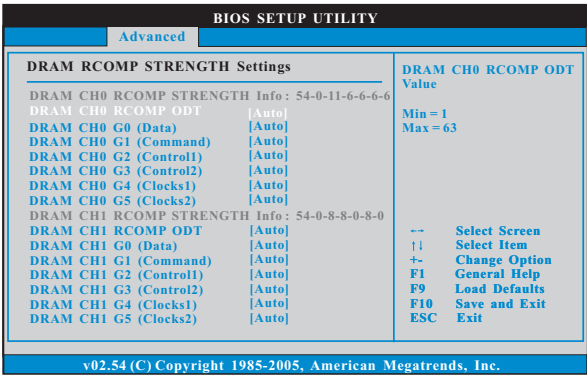 BIOS SETUP UTILITY
Advanced
DRAM RCOMP STRENGTH Settings
DRAM CH0 RCOMP STRENGTH Info : 54-0-11-6-6-6-6
DRAM CH0 RCOMP ODT [Auto]
DRAM CH0 G0 (Data) [Auto]
DRAM CH0 G1 (Command) [Auto]
DRAM CH0 G2 (Control1) [Auto]
DRAM CH0 G3 (Control2) [Auto]
DRAM CH0 G4 (Clocks1) [Auto]
DRAM CH0 G5 (Clocks2) [Auto]
DRAM CH1 RCOMP STRENGTH Info : 54-0-8-8-0-8-0
DRAM CH1 RCOMP ODT [Auto]
DRAM CH1 G0 (Data) [Auto]
DRAM CH1 G1 (Command) [Auto]
DRAM CH1 G2 (Control1) [Auto]
DRAM CH1 G3 (Control2) [Auto]
DRAM CH1 G4 (Clocks1) [Auto]
DRAM CH1 G5 (Clocks2) [Auto]
DRAM CH0 RCOMP ODT
Value
Min = 1
Max = 63
←→ Select Screen
↑↓ Select Item
+- Change Option
F1 General Help
F9 Load Defaults
F10 Save and Exit
ESC Exit
v02.54 (C) Copyright 1985-2005, American Megatrends, Inc.